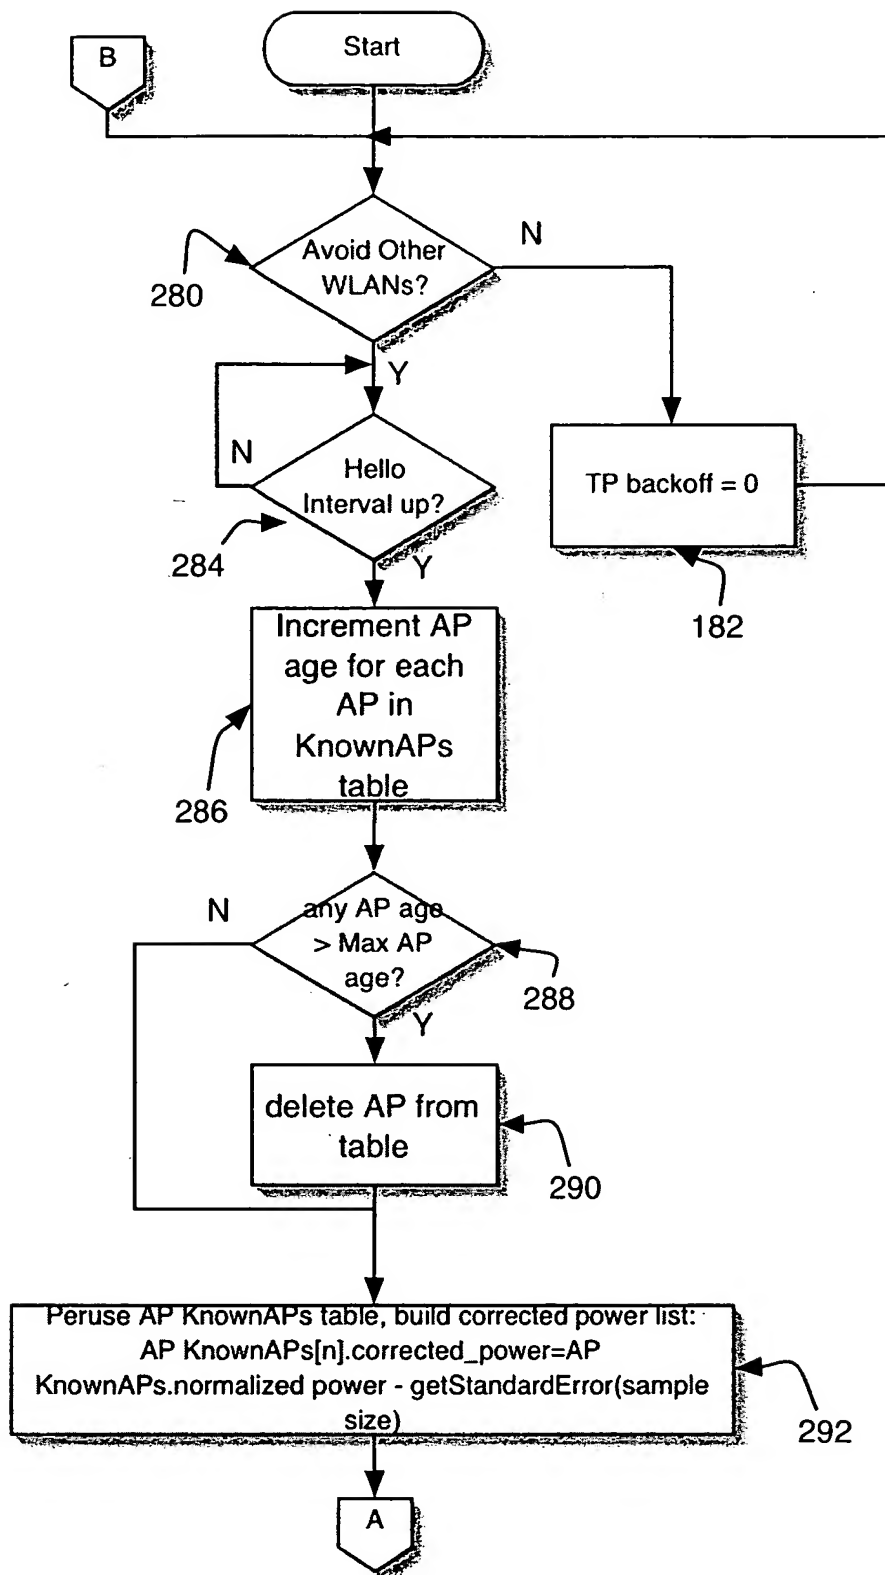 B
Start
Avoid Other
WLANs?
N
280
Y
N
Hello
Interval up?
TP backoff = 0
284
Y
182
Increment AP
age for each
AP in
KnownAPs
table
286
N
any AP age
> Max AP
age?
288
Y
delete AP from
table
290
Peruse AP KnownAPs table, build corrected power list:
AP KnownAPs[n].corrected_power=AP
KnownAPs.normalized power - getStandardError(sample
size)
292
A